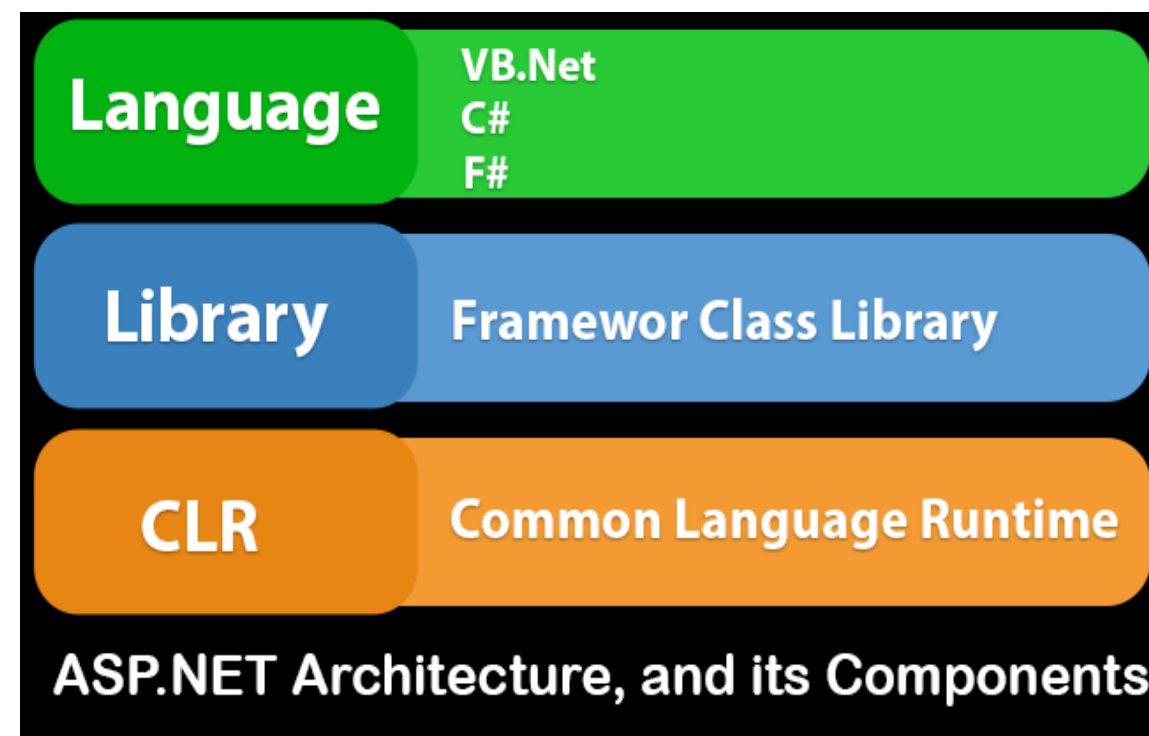 Language
VB.Net
C#
F#
Library
Framewor Class Library
CLR
Common Language Runtime
ASP.NET Architecture, and its Components